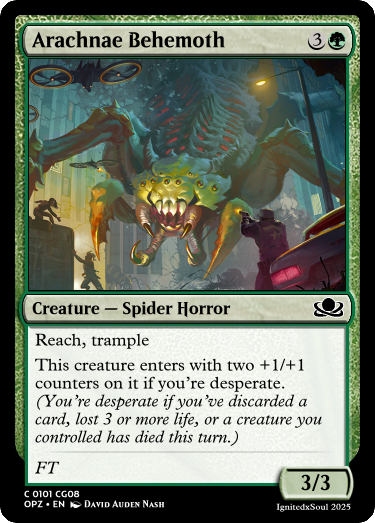 Arachnae Behemoth 3
Creature — Spider Horror
Reach, trample
This creature enters with two +1/+1
counters on it if you're desperate.
(You're desperate if you've discarded a
card, lost 3 or more life, or a creature you
controlled has died this turn.)
FT
3/3
C 0101 CG08
OPZ • EN David Auden Nash
IgnitedxSoul 2025